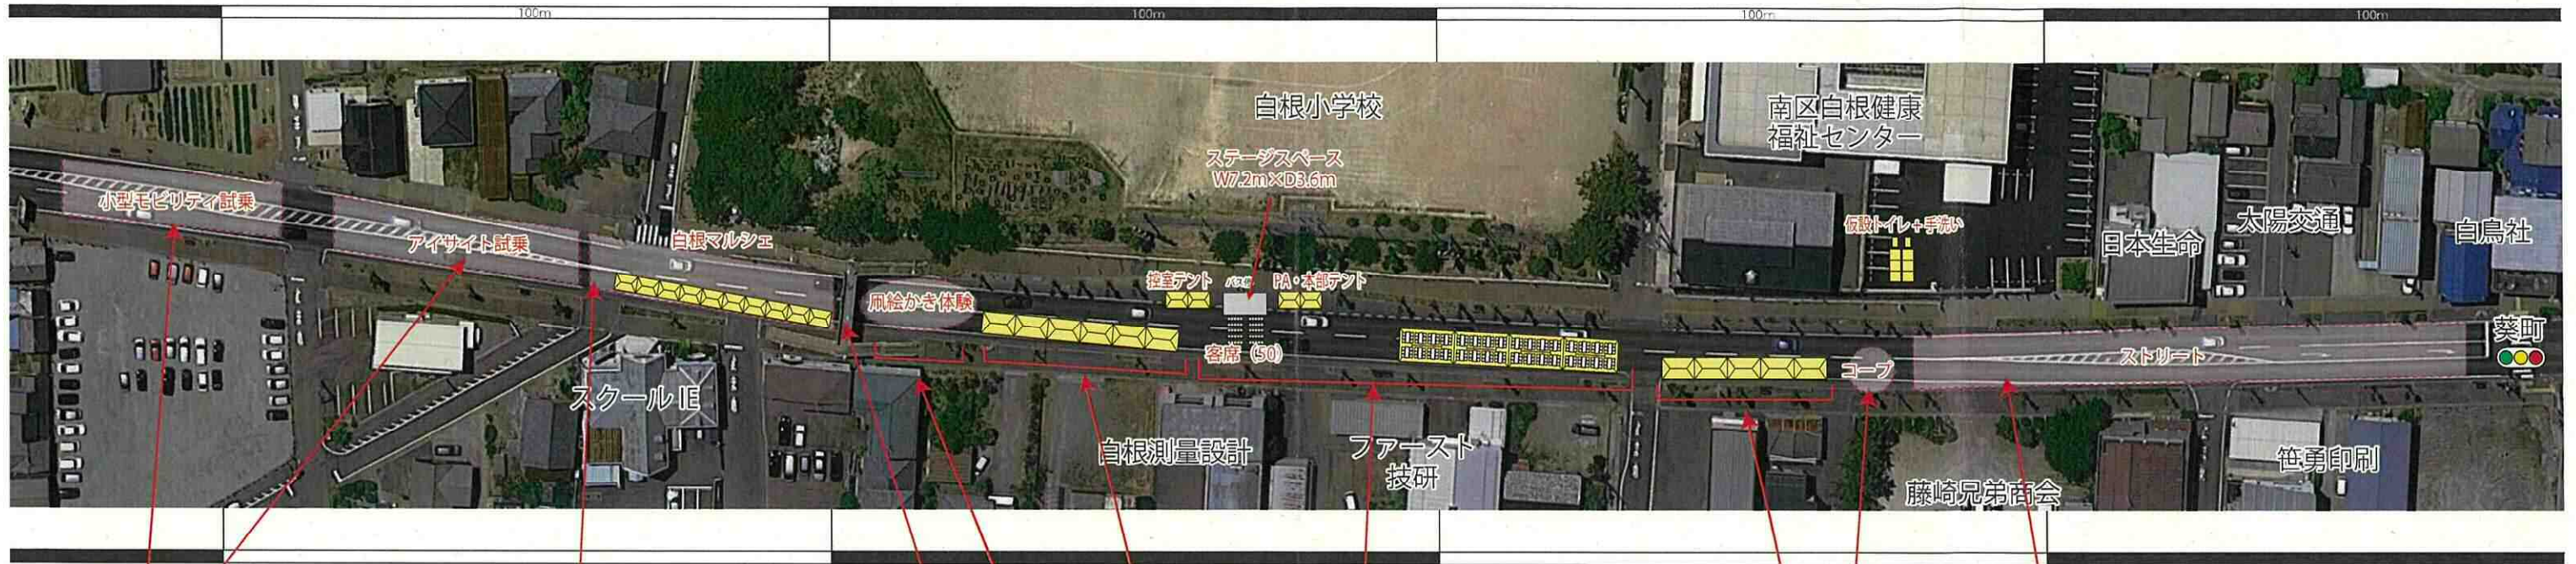 100m
100m
100m
100m
白根小学校
南区白根健康
福祉センター
ステージスペース
W7.2m×D3.6m
小型モビリティ試乗
アイサイト試乗
白根マルシェ
仮設トイレ+手洗い
日本生命
太陽交通
白鳥社
控室テント
PA・本部テント
凧絵かき体験
客席(50)
コープ
ストリート
葵町
スクールIE
白根測量設計
ファースト
技研
藤崎兄弟商会
笹勇印刷